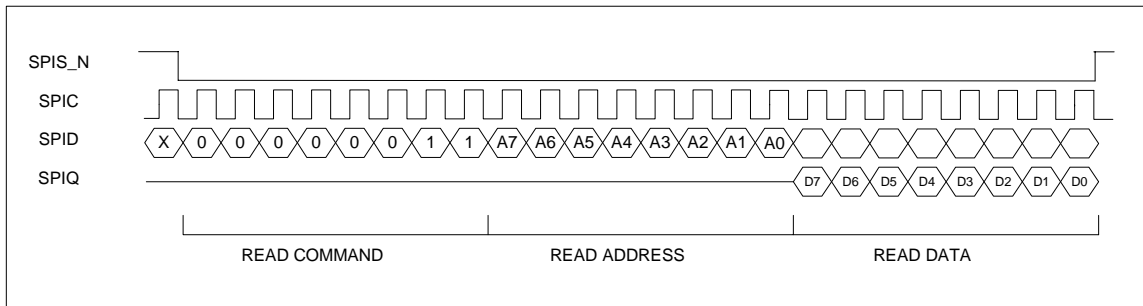 SPIS_N
SPIC
SPID X 0 0 0 0 0 0 1 1 A7 A6 A5 A4 A3 A2 A1 A0
SPIQ D7 D6 D5 D4 D3 D2 D1 D0
READ COMMAND READ ADDRESS READ DATA